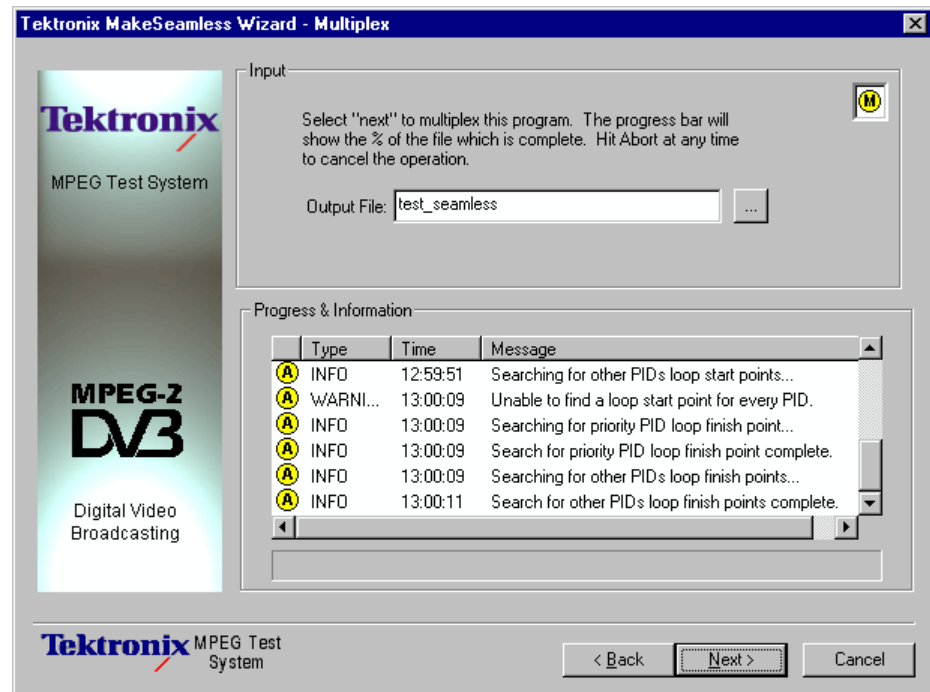 Tektronix MakeSeamless Wizard - Multiplex
Tektronix
MPEG Test System
MPEG-2
DVB
Digital Video
Broadcasting
Input
M
Select "next" to multiplex this program. The progress bar will
show the % of the file which is complete. Hit Abort at any time
to cancel the operation.
Output File: test_seamless ...
Progress & Information
Type Time Message
A INFO 12:59:51 Searching for other PIDs loop start points...
A WARNI... 13:00:09 Unable to find a loop start point for every PID.
A INFO 13:00:09 Searching for priority PID loop finish point...
A INFO 13:00:09 Search for priority PID loop finish point complete.
A INFO 13:00:09 Searching for other PIDs loop finish points...
A INFO 13:00:11 Search for other PIDs loop finish points complete.
Tektronix MPEG Test
System
< Back Next > Cancel